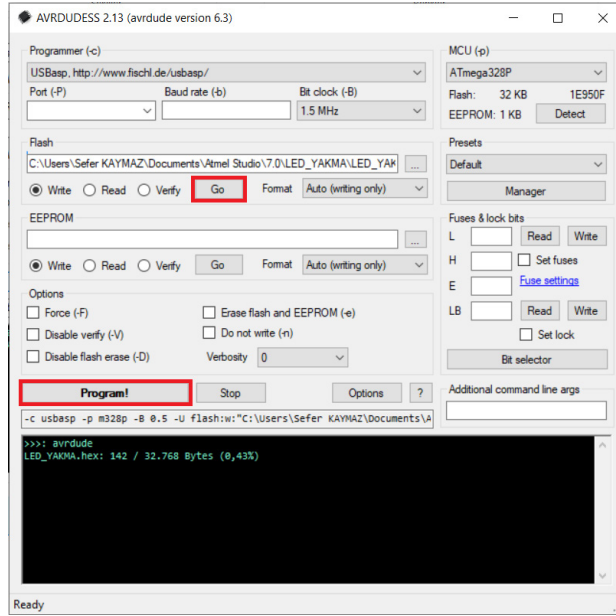 AVRDUDESS 2.13 (avrdude version 6.3)
Programmer (-c)
USBasp, http://www.fischl.de/usbasp/
Port (-P) Baud rate (-b) Bit clock (-B)
1.5 MHz
MCU (-p)
ATmega328P
Flash: 32 KB 1E950F
EEPROM: 1 KB Detect
Flash
C:\Users\Sefer KAYMAZ\Documents\Atmel Studio\7.0\LED_YAKMA\LED_YAK ...
Write Read Verify Go Format Auto (writing only)
Presets
Default
Manager
EEPROM
...
Write Read Verify Go Format Auto (writing only)
Fuses & lock bits
L Read Write
H Set fuses
E Fuse settings
LB Read Write
Set lock
Bit selector
Options
Force (-F) Erase flash and EEPROM (-e)
Disable verify (-V) Do not write (-n)
Disable flash erase (-D) Verbosity 0
Program! Stop Options ?
Additional command line args
-c usbasp -p m328p -B 0.5 -U flash:w:"C:\Users\Sefer KAYMAZ\Documents\A
>>>: avrdude
LED_YAKMA.hex: 142 / 32.768 Bytes (0,43%)
Ready